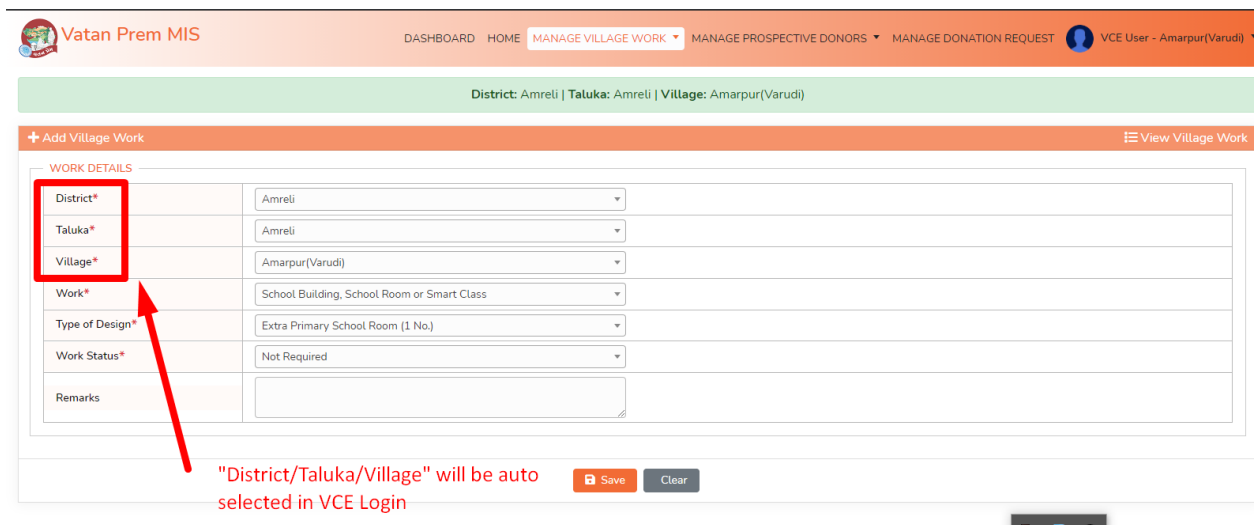 Vatan Prem MIS
DASHBOARD HOME MANAGE VILLAGE WORK MANAGE PROSPECTIVE DONORS MANAGE DONATION REQUEST VCE User - Amarpur(Varudi)
District: Amreli | Taluka: Amreli | Village: Amarpur(Varudi)
Add Village Work View Village Work
WORK DETAILS
District* Amreli
Taluka* Amreli
Village* Amarpur(Varudi)
Work* School Building, School Room or Smart Class
Type of Design* Extra Primary School Room (1 No.)
Work Status* Not Required
Remarks
"District/Taluka/Village" will be auto
selected in VCE Login
Save Clear